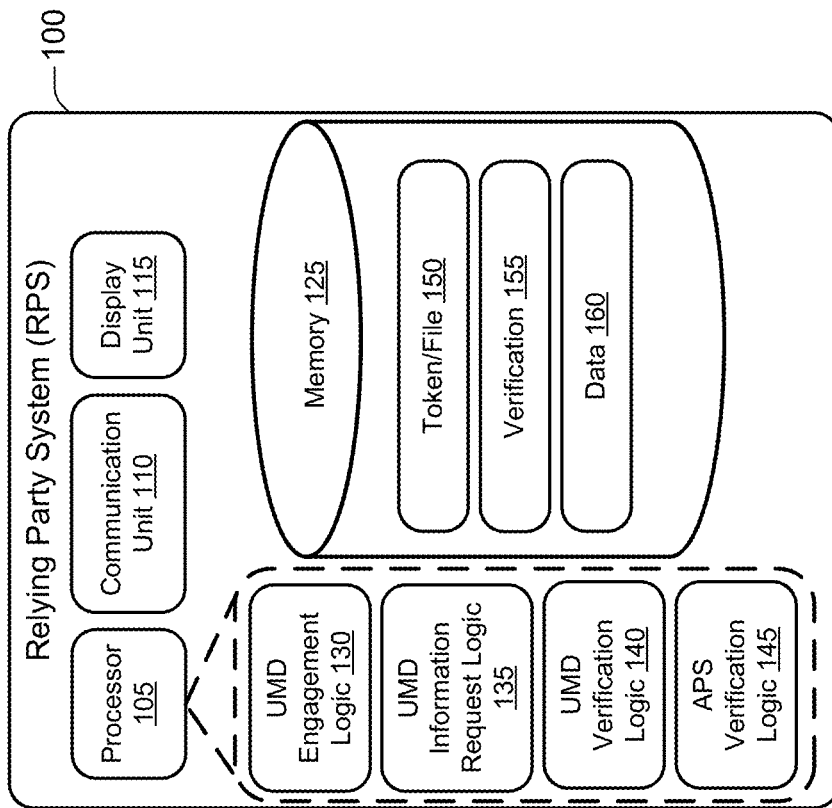 100
Relying Party System (RPS)
Processor
105
Communication
Unit 110
Display
Unit 115
UMD
Engagement
Logic 130
UMD
Information
Request Logic
135
UMD
Verification
Logic 140
APS
Verification
Logic 145
Memory 125
Token/File 150
Verification 155
Data 160